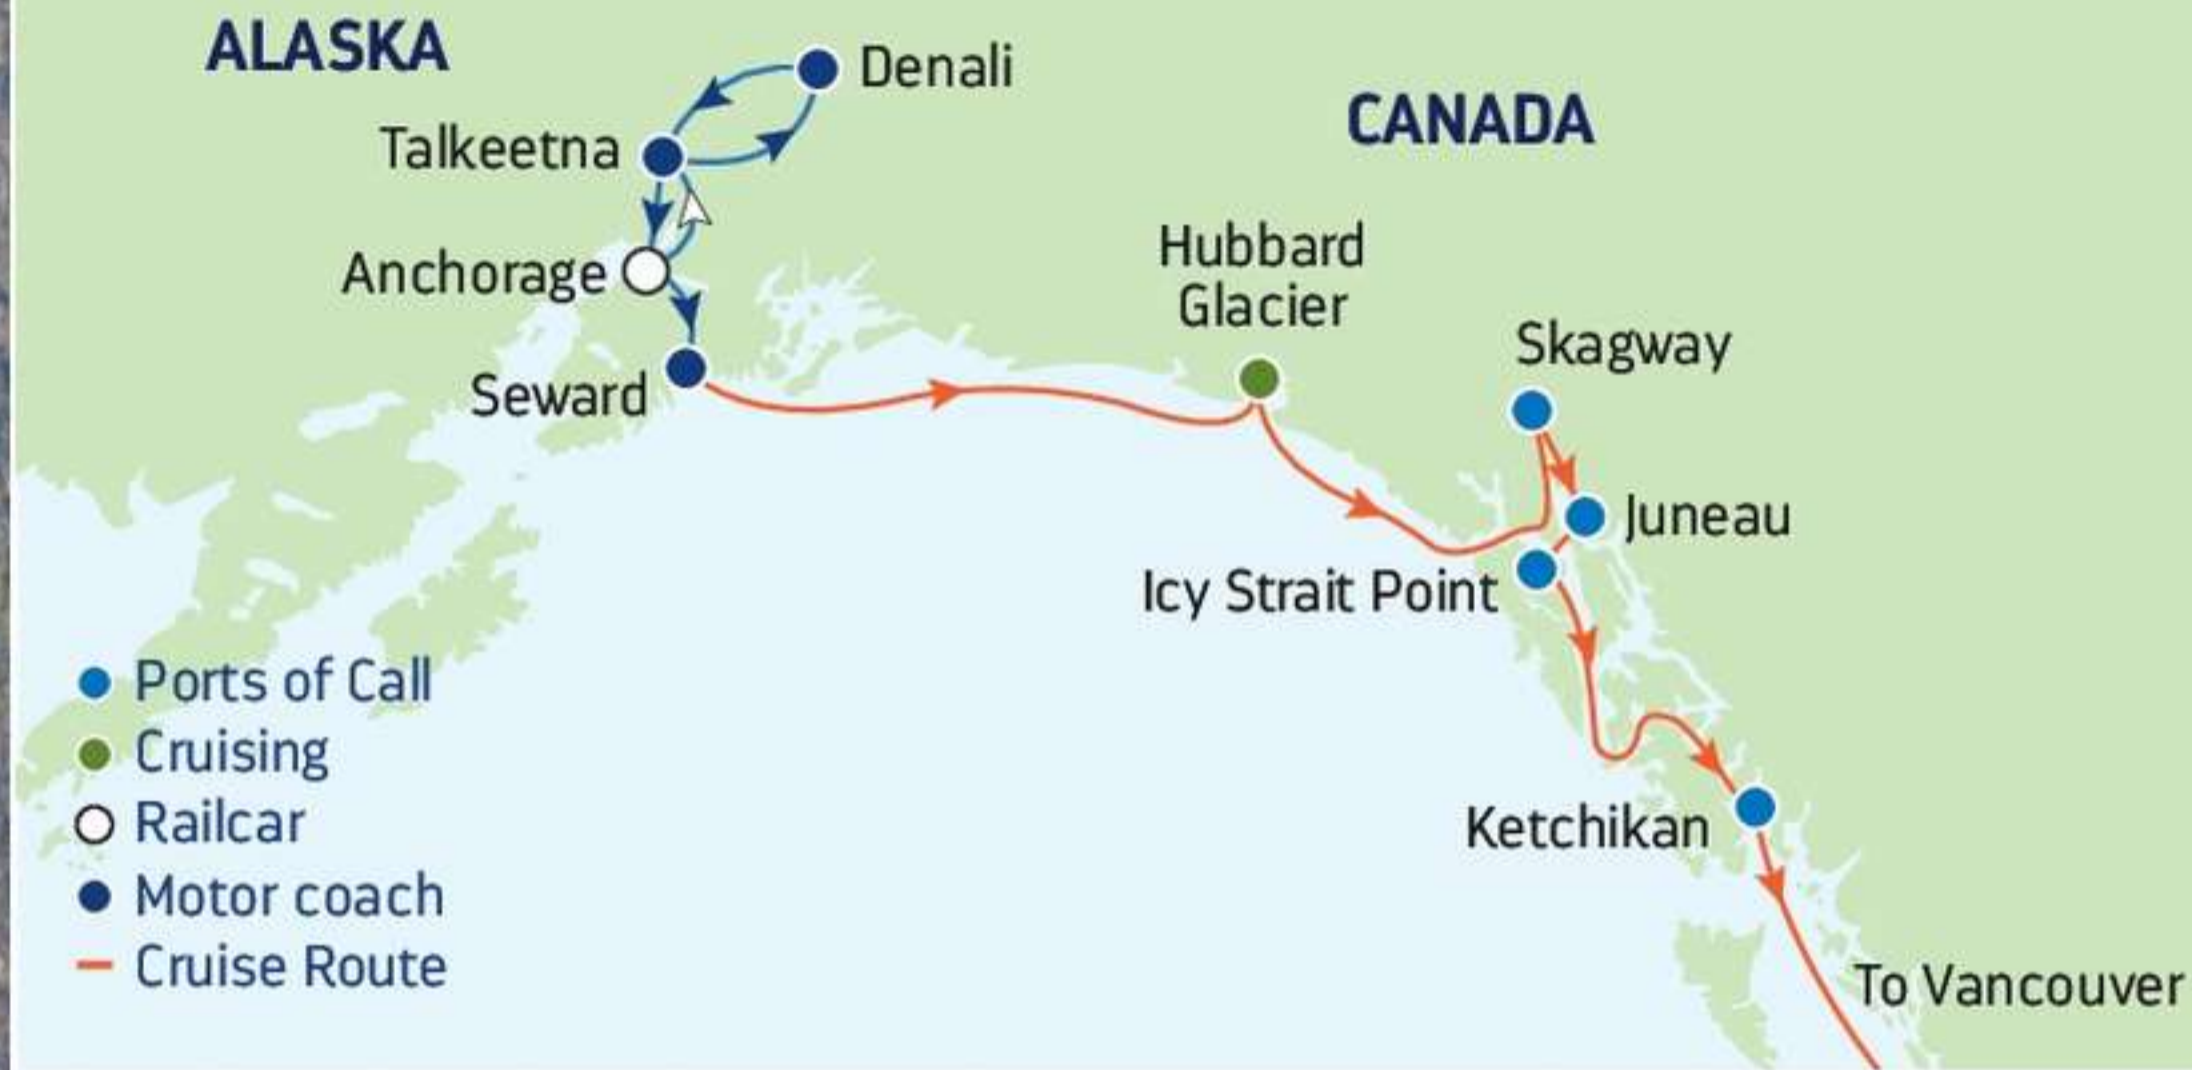 ALASKA
Denali
CANADA
Talkeetna
Hubbard
Glacier
Anchorage
Skagway
Seward
Juneau
Icy Strait Point
Ports of Call
Cruising
Railcar
Ketchikan
Motor coach
Cruise Route
To Vancouver